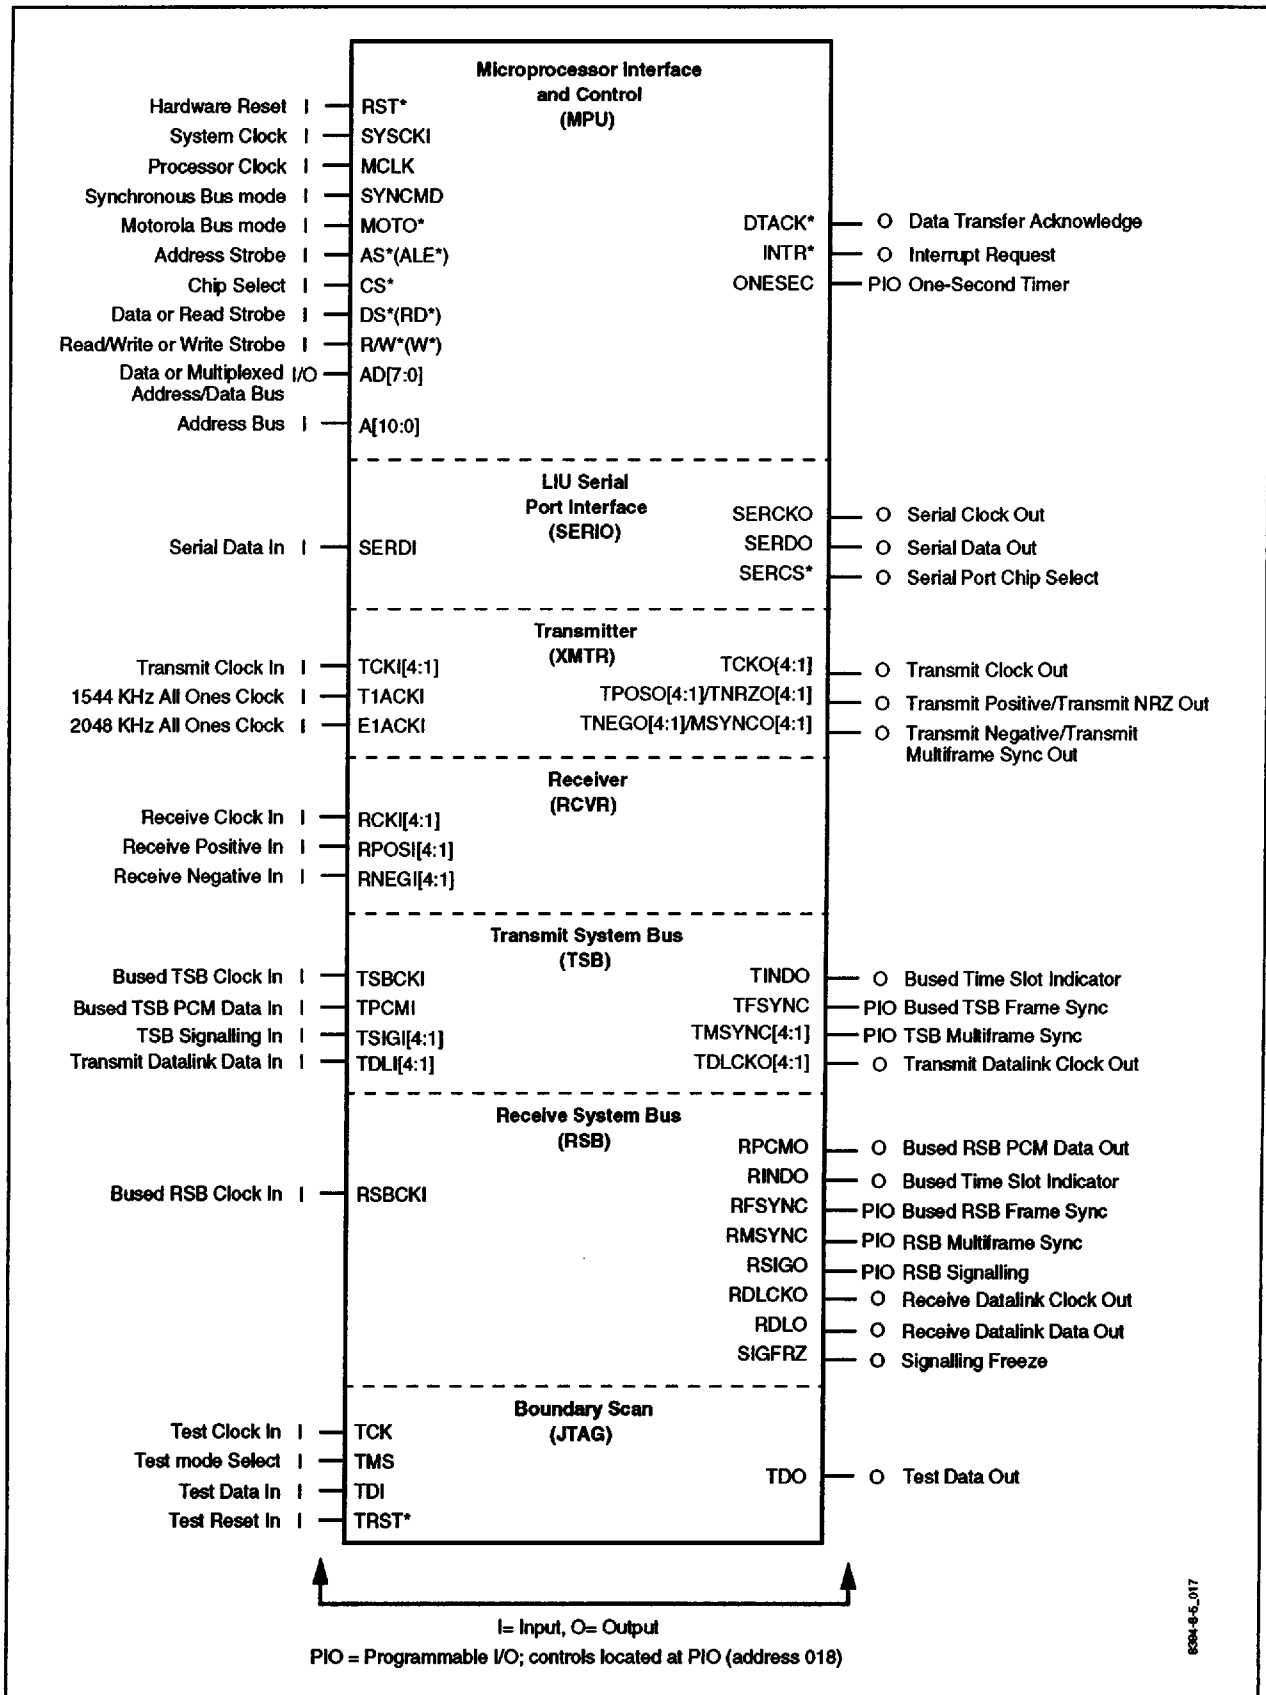 Microprocessor Interface
and Control
(MPU)
Hardware Reset I RST*
System Clock I SYSCKI
Processor Clock I MCLK
Synchronous Bus mode I SYNCMD
Motorola Bus mode I MOTO*
DTACK* O Data Transfer Acknowledge
Address Strobe I AS*(ALE*)
INTR* O Interrupt Request
Chip Select I CS*
ONESEC PIO One-Second Timer
Data or Read Strobe I DS*(RD*)
Read/Write or Write Strobe I R/W*(W*)
Data or Multiplexed I/O AD[7:0]
Address/Data Bus
Address Bus I A[10:0]
LIU Serial
Port Interface
(SERIO)
SERCKO O Serial Clock Out
Serial Data In I SERDI
SERDO O Serial Data Out
SERCS* O Serial Port Chip Select
Transmitter
(XMTR)
Transmit Clock In I TCKI[4:1]
TCKO[4:1] O Transmit Clock Out
1544 KHz All Ones Clock I T1ACKI
TPOSO[4:1]/TNRZO[4:1] O Transmit Positive/Transmit NRZ Out
2048 KHz All Ones Clock I E1ACKI
TNEGO[4:1]/MSYNCO[4:1] O Transmit Negative/Transmit
Multiframe Sync Out
Receiver
(RCVR)
Receive Clock In I RCKI[4:1]
Receive Positive In I RPOSI[4:1]
Receive Negative In I RNEGI[4:1]
Transmit System Bus
(TSB)
Bused TSB Clock In I TSBCKI
TINDO O Bused Time Slot Indicator
Bused TSB PCM Data In I TPCMI
TFSYNC PIO Bused TSB Frame Sync
TSB Signalling In I TSIGI[4:1]
TMSYNC[4:1] PIO TSB Multiframe Sync
Transmit Datalink Data In I TDLI[4:1]
TDLCKO[4:1] O Transmit Datalink Clock Out
Receive System Bus
(RSB)
RPCMO O Bused RSB PCM Data Out
RINDO O Bused Time Slot Indicator
Bused RSB Clock In I RSBCKI
RFSYNC PIO Bused RSB Frame Sync
RMSYNC PIO RSB Multiframe Sync
RSIGO PIO RSB Signalling
RDLCKO O Receive Datalink Clock Out
RDLO O Receive Datalink Data Out
SIGFRZ O Signalling Freeze
Boundary Scan
(JTAG)
Test Clock In I TCK
Test mode Select I TMS
TDO O Test Data Out
Test Data In I TDI
Test Reset In I TRST*
I= Input, O= Output
PIO = Programmable I/O; controls located at PIO (address 018)
8394-8-5_017